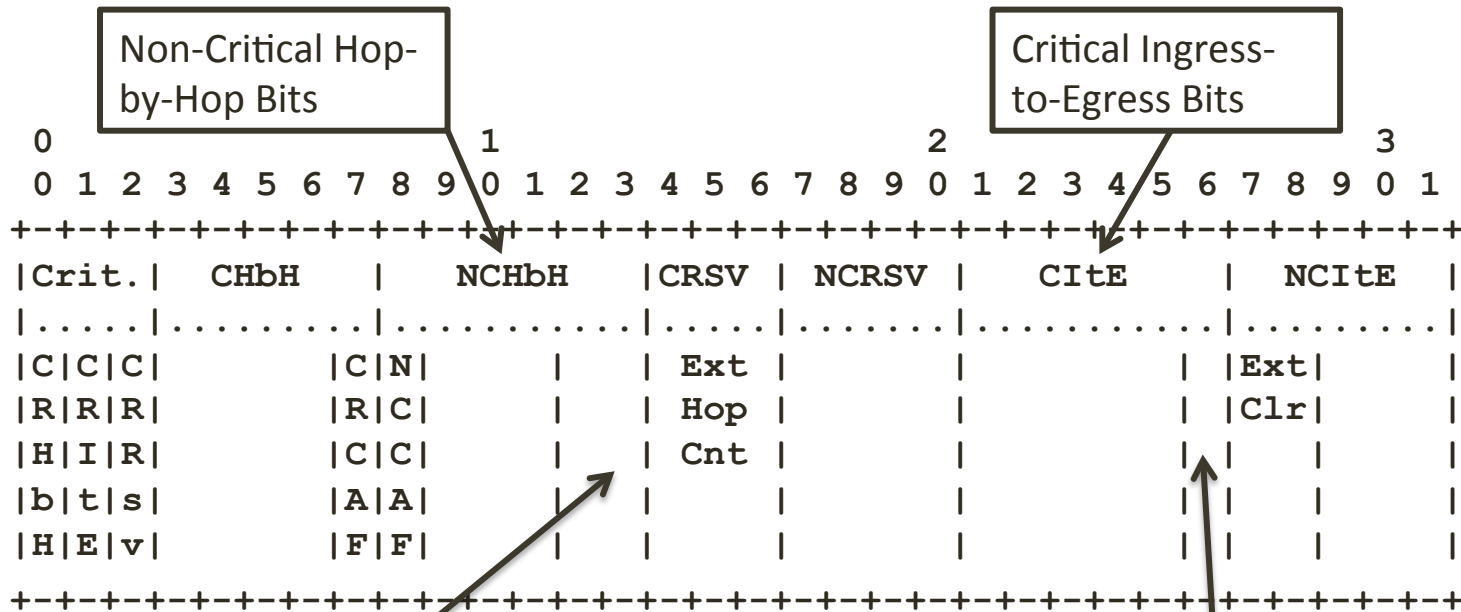 Non-Critical Hop-
by-Hop Bits
Critical Ingress-
to-Egress Bits
 0                   1                   2                   3
 0 1 2 3 4 5 6 7 8 9 0 1 2 3 4 5 6 7 8 9 0 1 2 3 4 5 6 7 8 9 0 1
+-+-+-+-+-+-+-+-+-+-+-+-+-+-+-+-+-+-+-+-+-+-+-+-+-+-+-+-+-+-+-+-+
|Crit.|  CHbH   |   NCHbH   |CRSV | NCRSV |   CItE    |  NCItE  |
|.....|.........|...........|.....|.......|...........|.........|
|C|C|C|       |C|N|     |   | Ext |       |         | |Ext|     |
|R|R|R|       |R|C|     |   | Hop |       |         | |Clr|     |
|H|I|R|       |C|C|     |   | Cnt |       |         | |   |     |
|b|t|s|       |A|A|     |   |     |       |         | |   |     |
|H|E|v|       |F|F|     |   |     |       |         | |   |     |
+-+-+-+-+-+-+-+-+-+-+-+-+-+-+-+-+-+-+-+-+-+-+-+-+-+-+-+-+-+-+-+-+